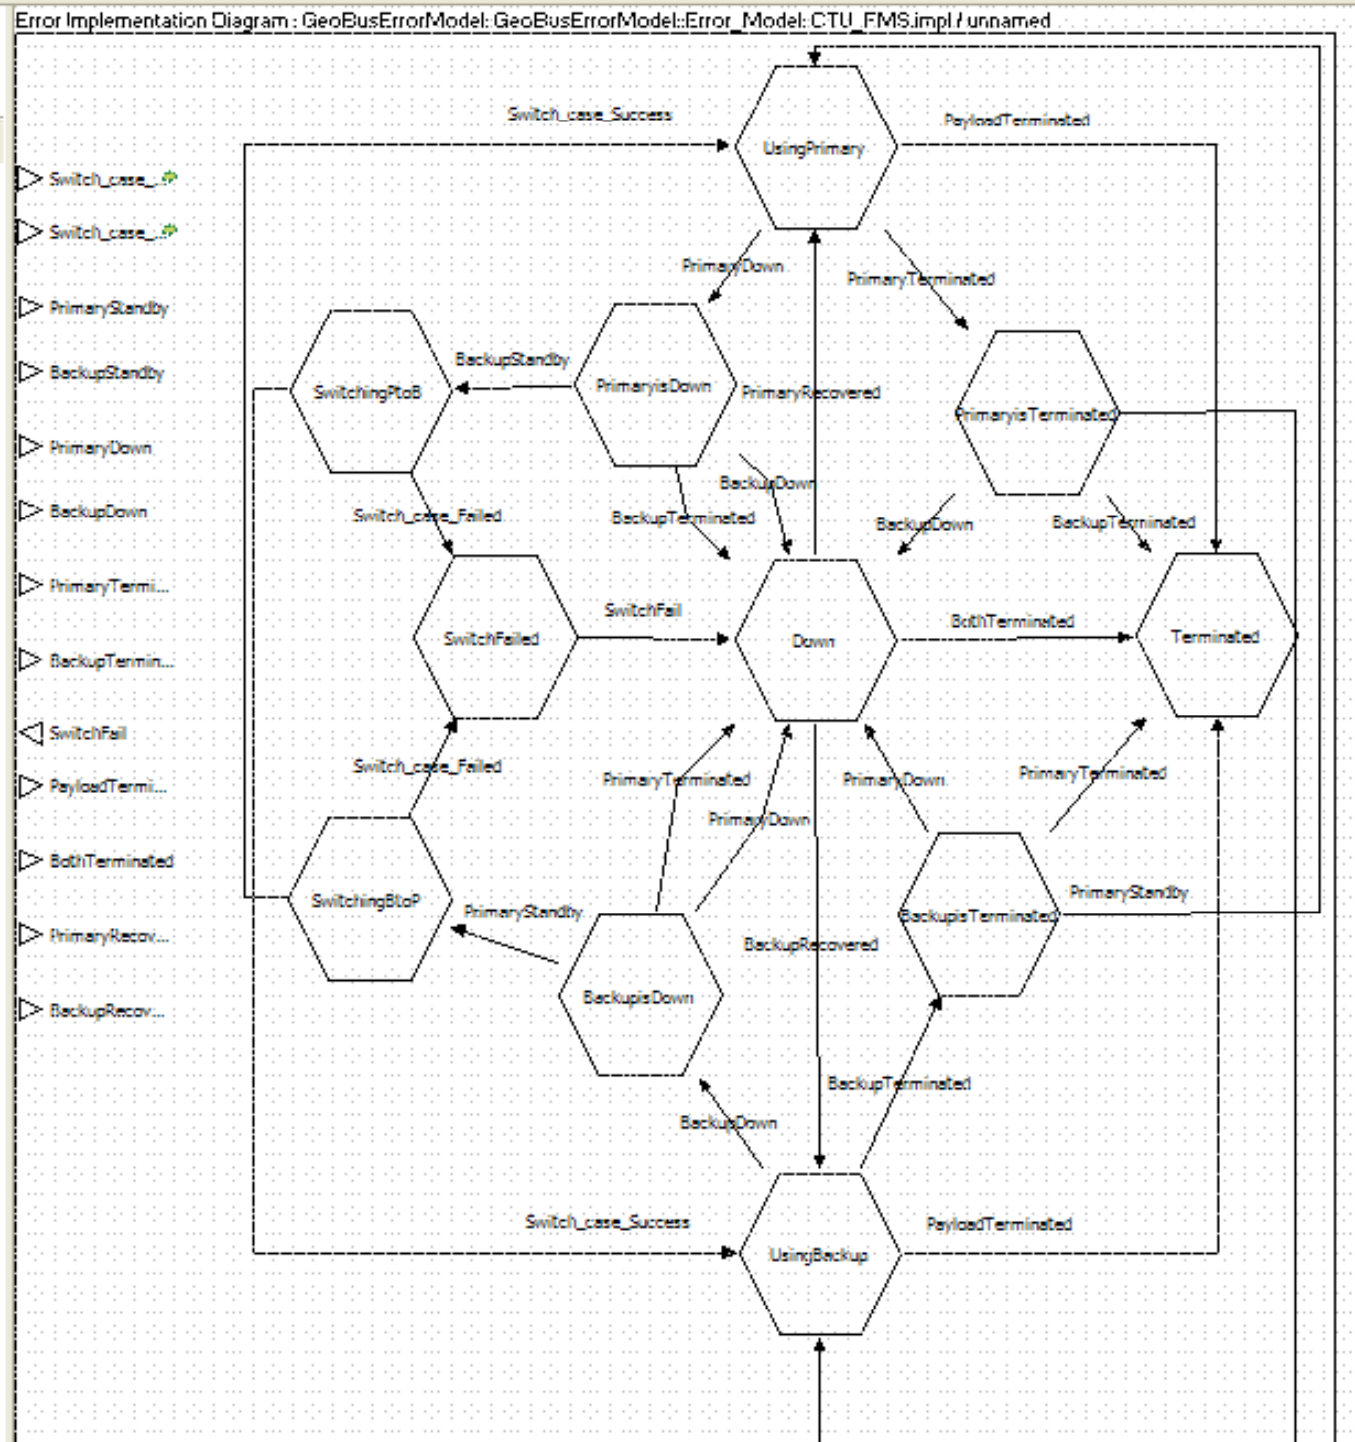 Error Implementation Diagram : GeoBusErrorModel: GeoBusErrorModel::Error_Model: CTU_FMS.impl / unnamed
Switch_case_Success
PayloadTerminated
UsingPrimary
Switch_case_...
Switch_case_...
PrimaryDown
PrimaryTerminated
PrimaryStandby
BackupStandby
BackupStandby
SwitchingPtoB
PrimaryisDown
PrimaryRecovered
PrimaryisTerminated
PrimaryDown
BackupDown
BackupDown
Switch_case_Failed
BackupTerminated
BackupDown
BackupTerminated
PrimaryTermi...
SwitchFail
BothTerminated
SwitchFailed
Down
Terminated
BackupTermin...
SwitchFail
Switch_case_Failed
PrimaryTerminated
PrimaryDown
PrimaryTerminated
PayloadTermi...
PrimaryDown
BothTerminated
SwitchingBtoP
PrimaryStandby
PrimaryStandby
BackupisTerminated
PrimaryRecov...
BackupRecovered
BackupisDown
BackupRecov...
BackupTerminated
BackupDown
Switch_case_Success
PayloadTerminated
UsingBackup